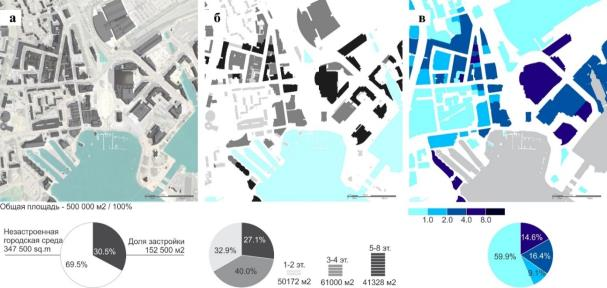 а
б
в
Общая площадь - 500 000 м2 / 100%
1.0 2.0 4.0 8.0
Незастроенная
городская среда
347 500 sq.m
30.5%
69.5%
Доля застройки
152 500 м2
27.1%
32.9%
40.0%
1-2 эт.
50172 м2
3-4 эт.
61000 м2
5-8 эт.
41328 м2
14.6%
16.4%
9.1%
59.9%